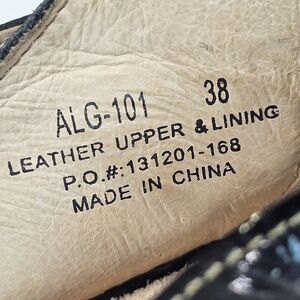 ALG-101 38
LEATHER UPPER & LINING
P.O.#:131201-168
MADE IN CHINA